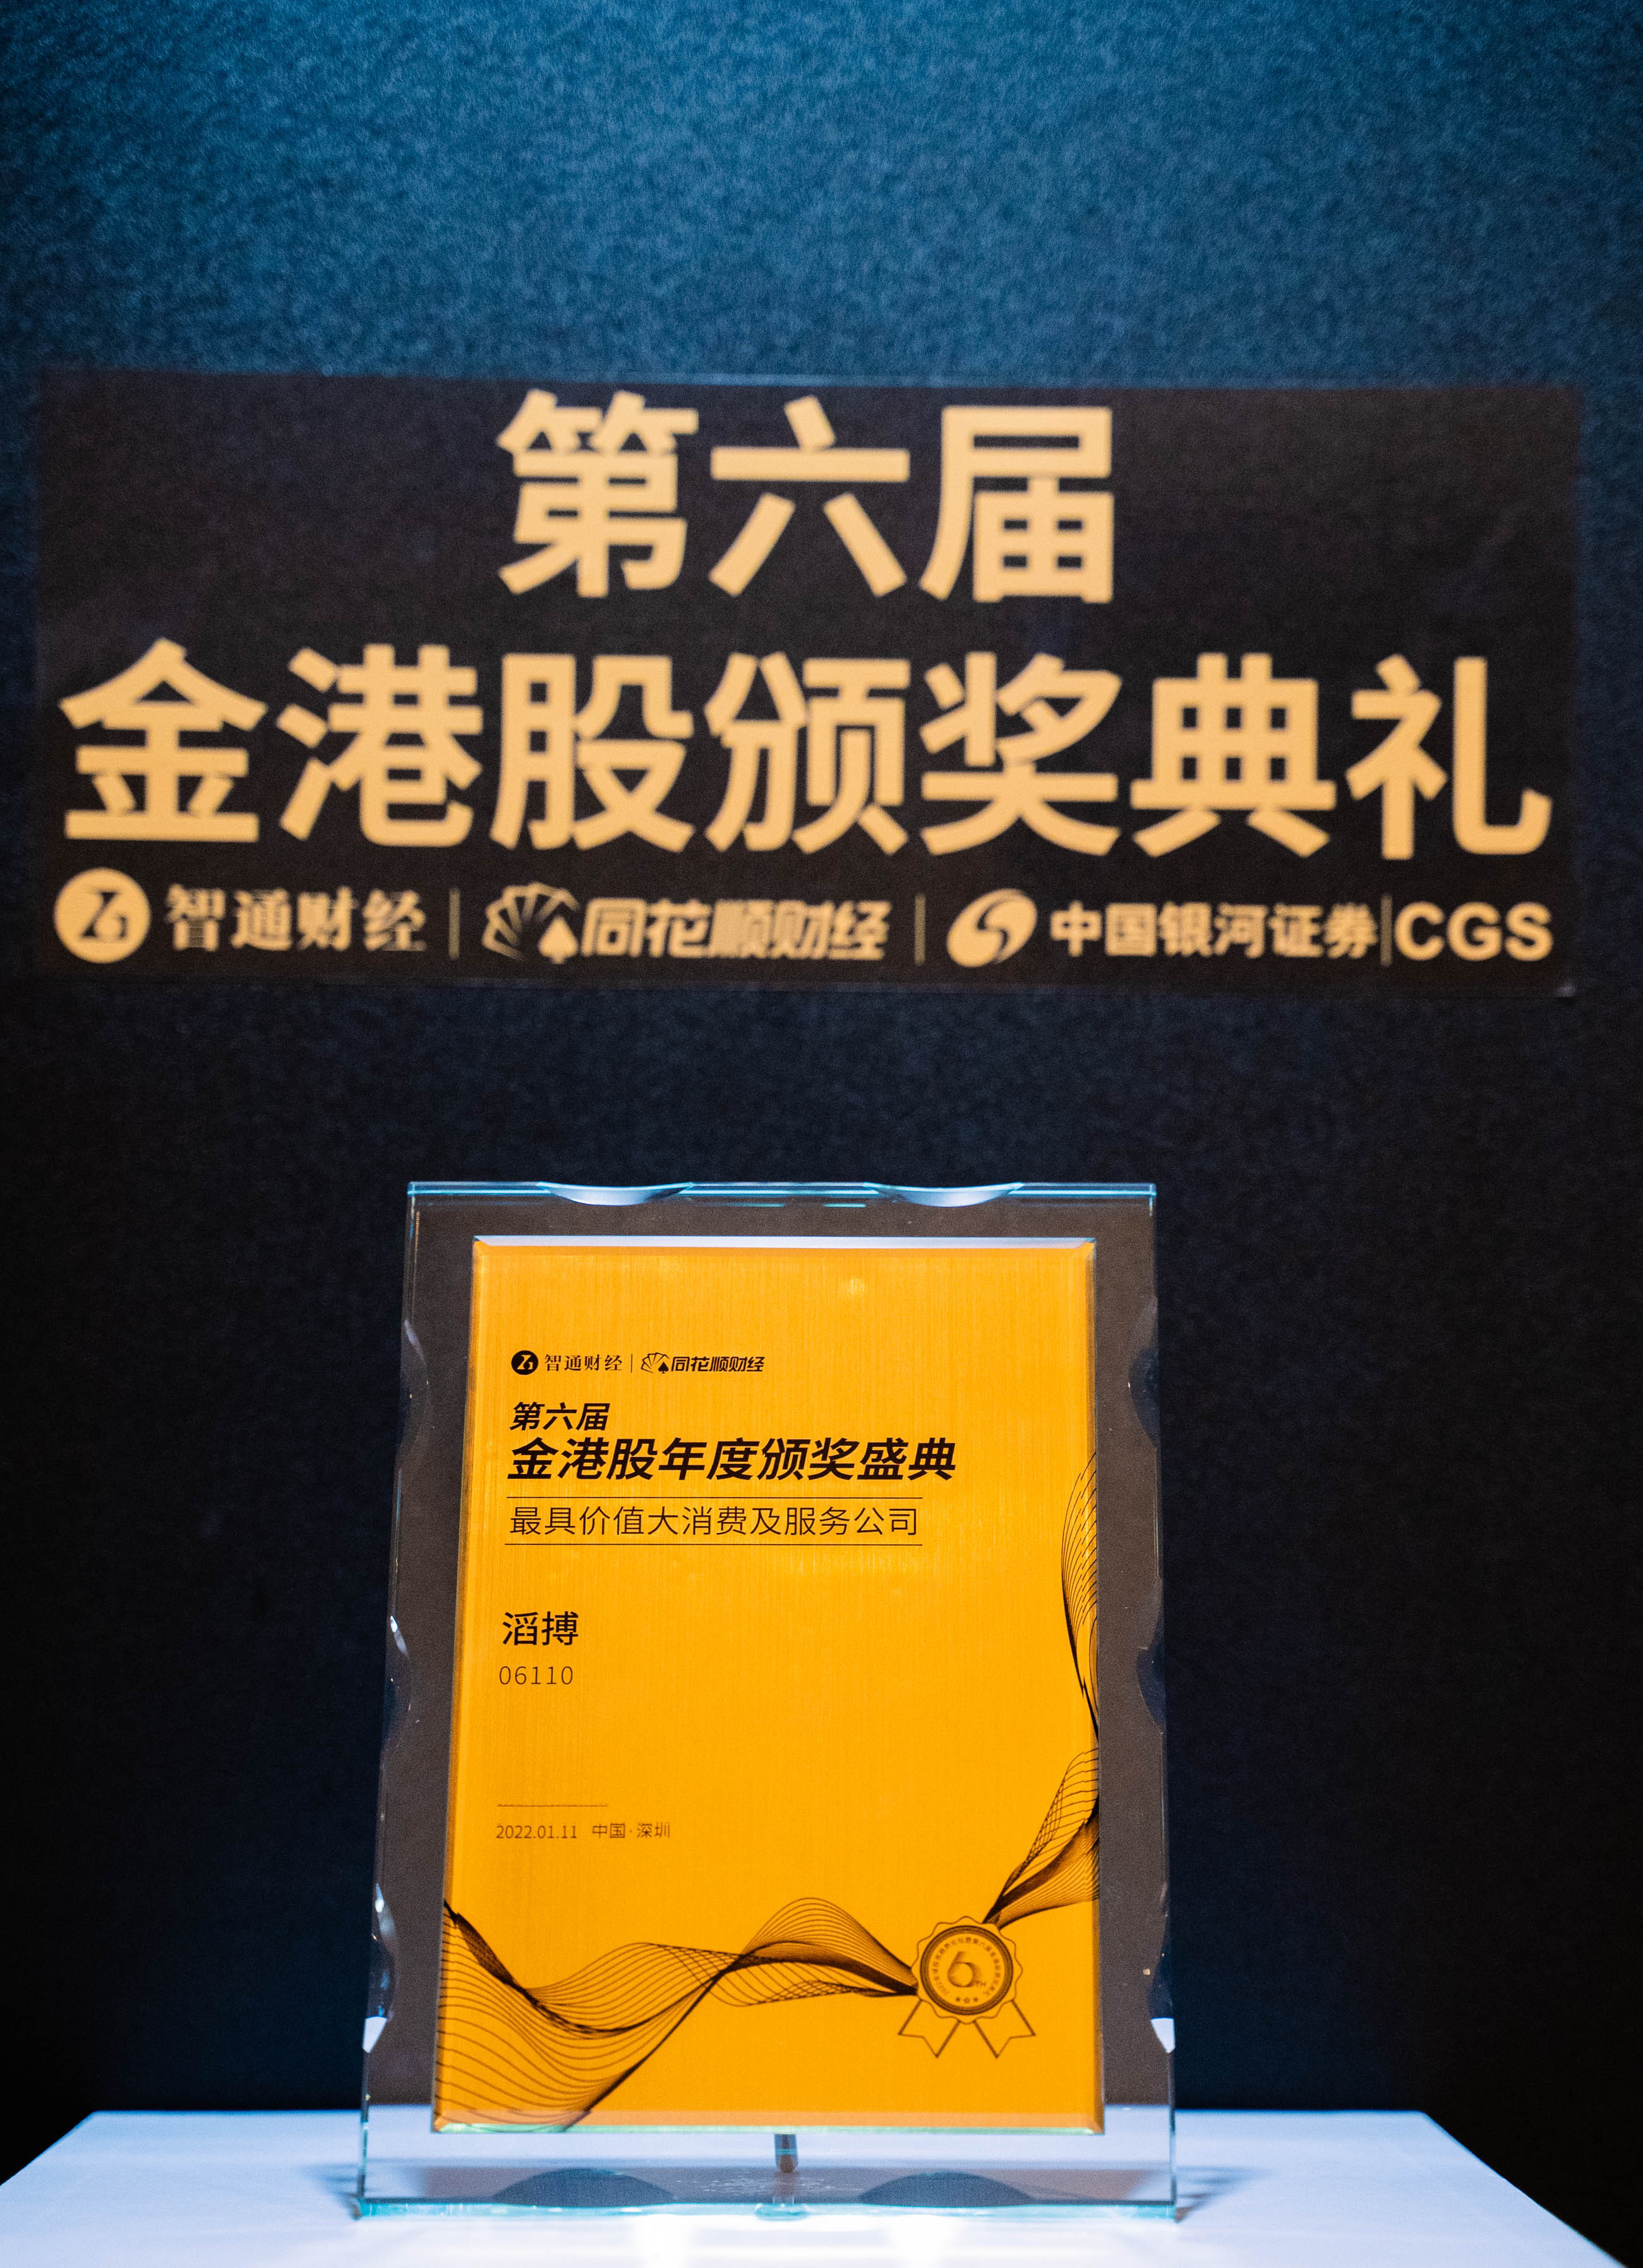 第六届
金港股颁奖典礼
智通财经 | 同花顺财经 | 中国银河证券|CGS
智通财经 | 同花顺财经
第六届
金港股年度颁奖盛典
最具价值大消费及服务公司
滔搏
06110
2022.01.11 中国·深圳
6TH